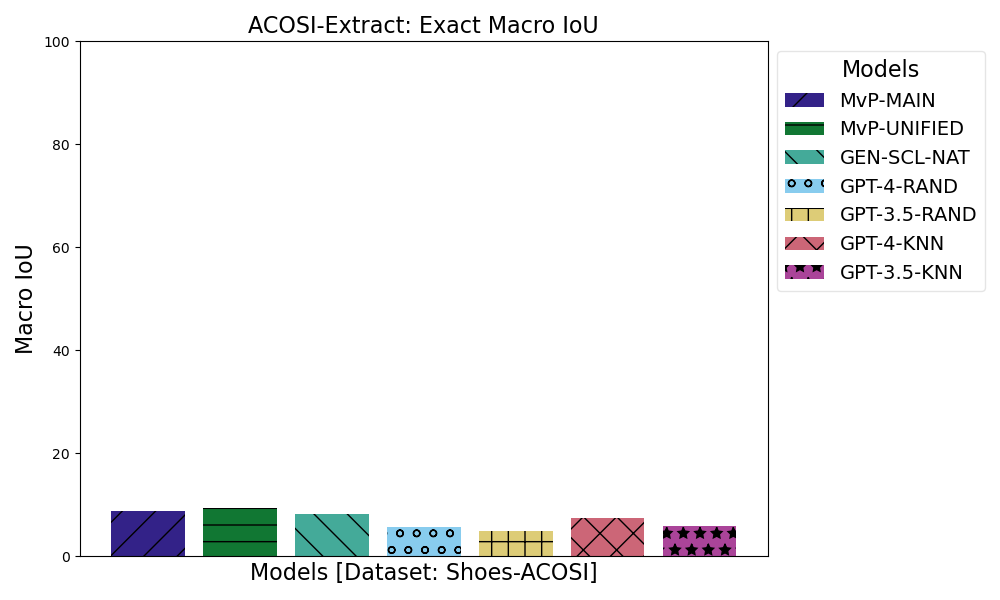 ACOSI-Extract: Exact Macro IoU
100
80
60
40
20
0
Macro IoU
Models [Dataset: Shoes-ACOSI]
Models
MvP-MAIN
MvP-UNIFIED
GEN-SCL-NAT
GPT-4-RAND
GPT-3.5-RAND
GPT-4-KNN
GPT-3.5-KNN